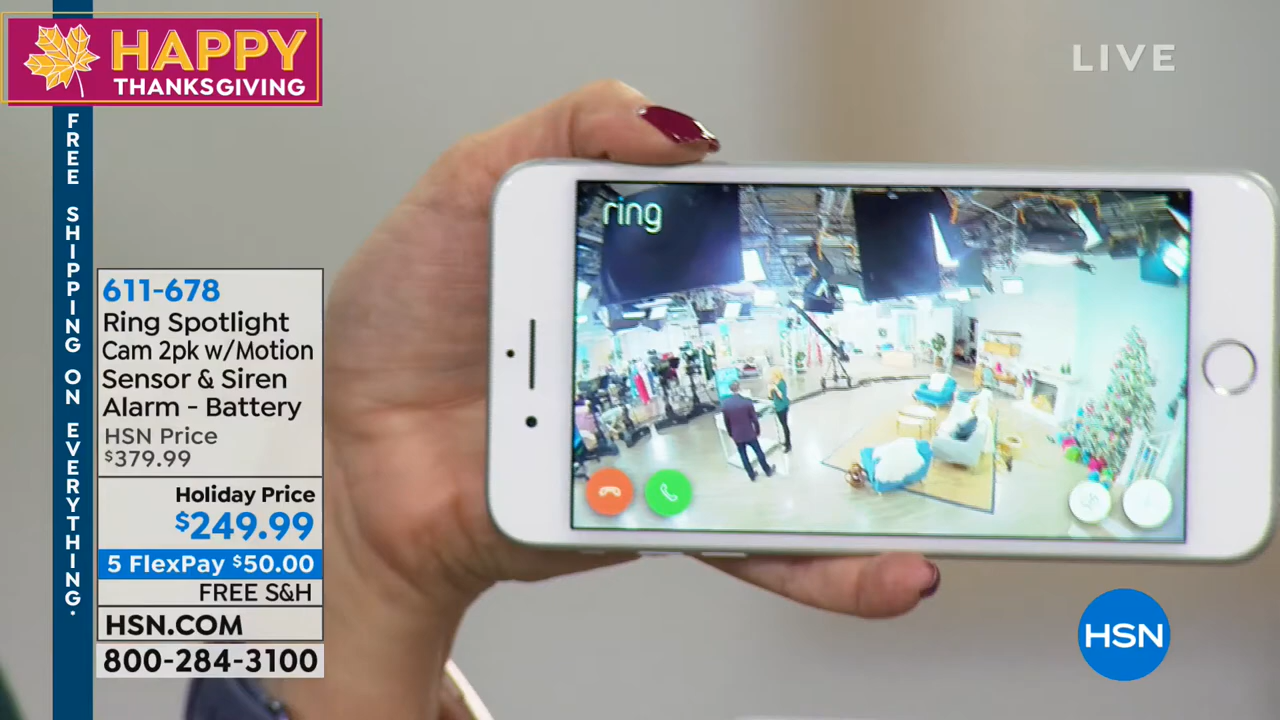 HAPPY
THANKSGIVING
LIVE
FREE SHIPPING ON EVERYTHING.
ring
611-678
Ring Spotlight
Cam 2pk w/Motion
Sensor & Siren
Alarm - Battery
HSN Price
$379.99
Holiday Price
$249.99
5 FlexPay $50.00
FREE S&H
HSN.COM
800-284-3100
HSN